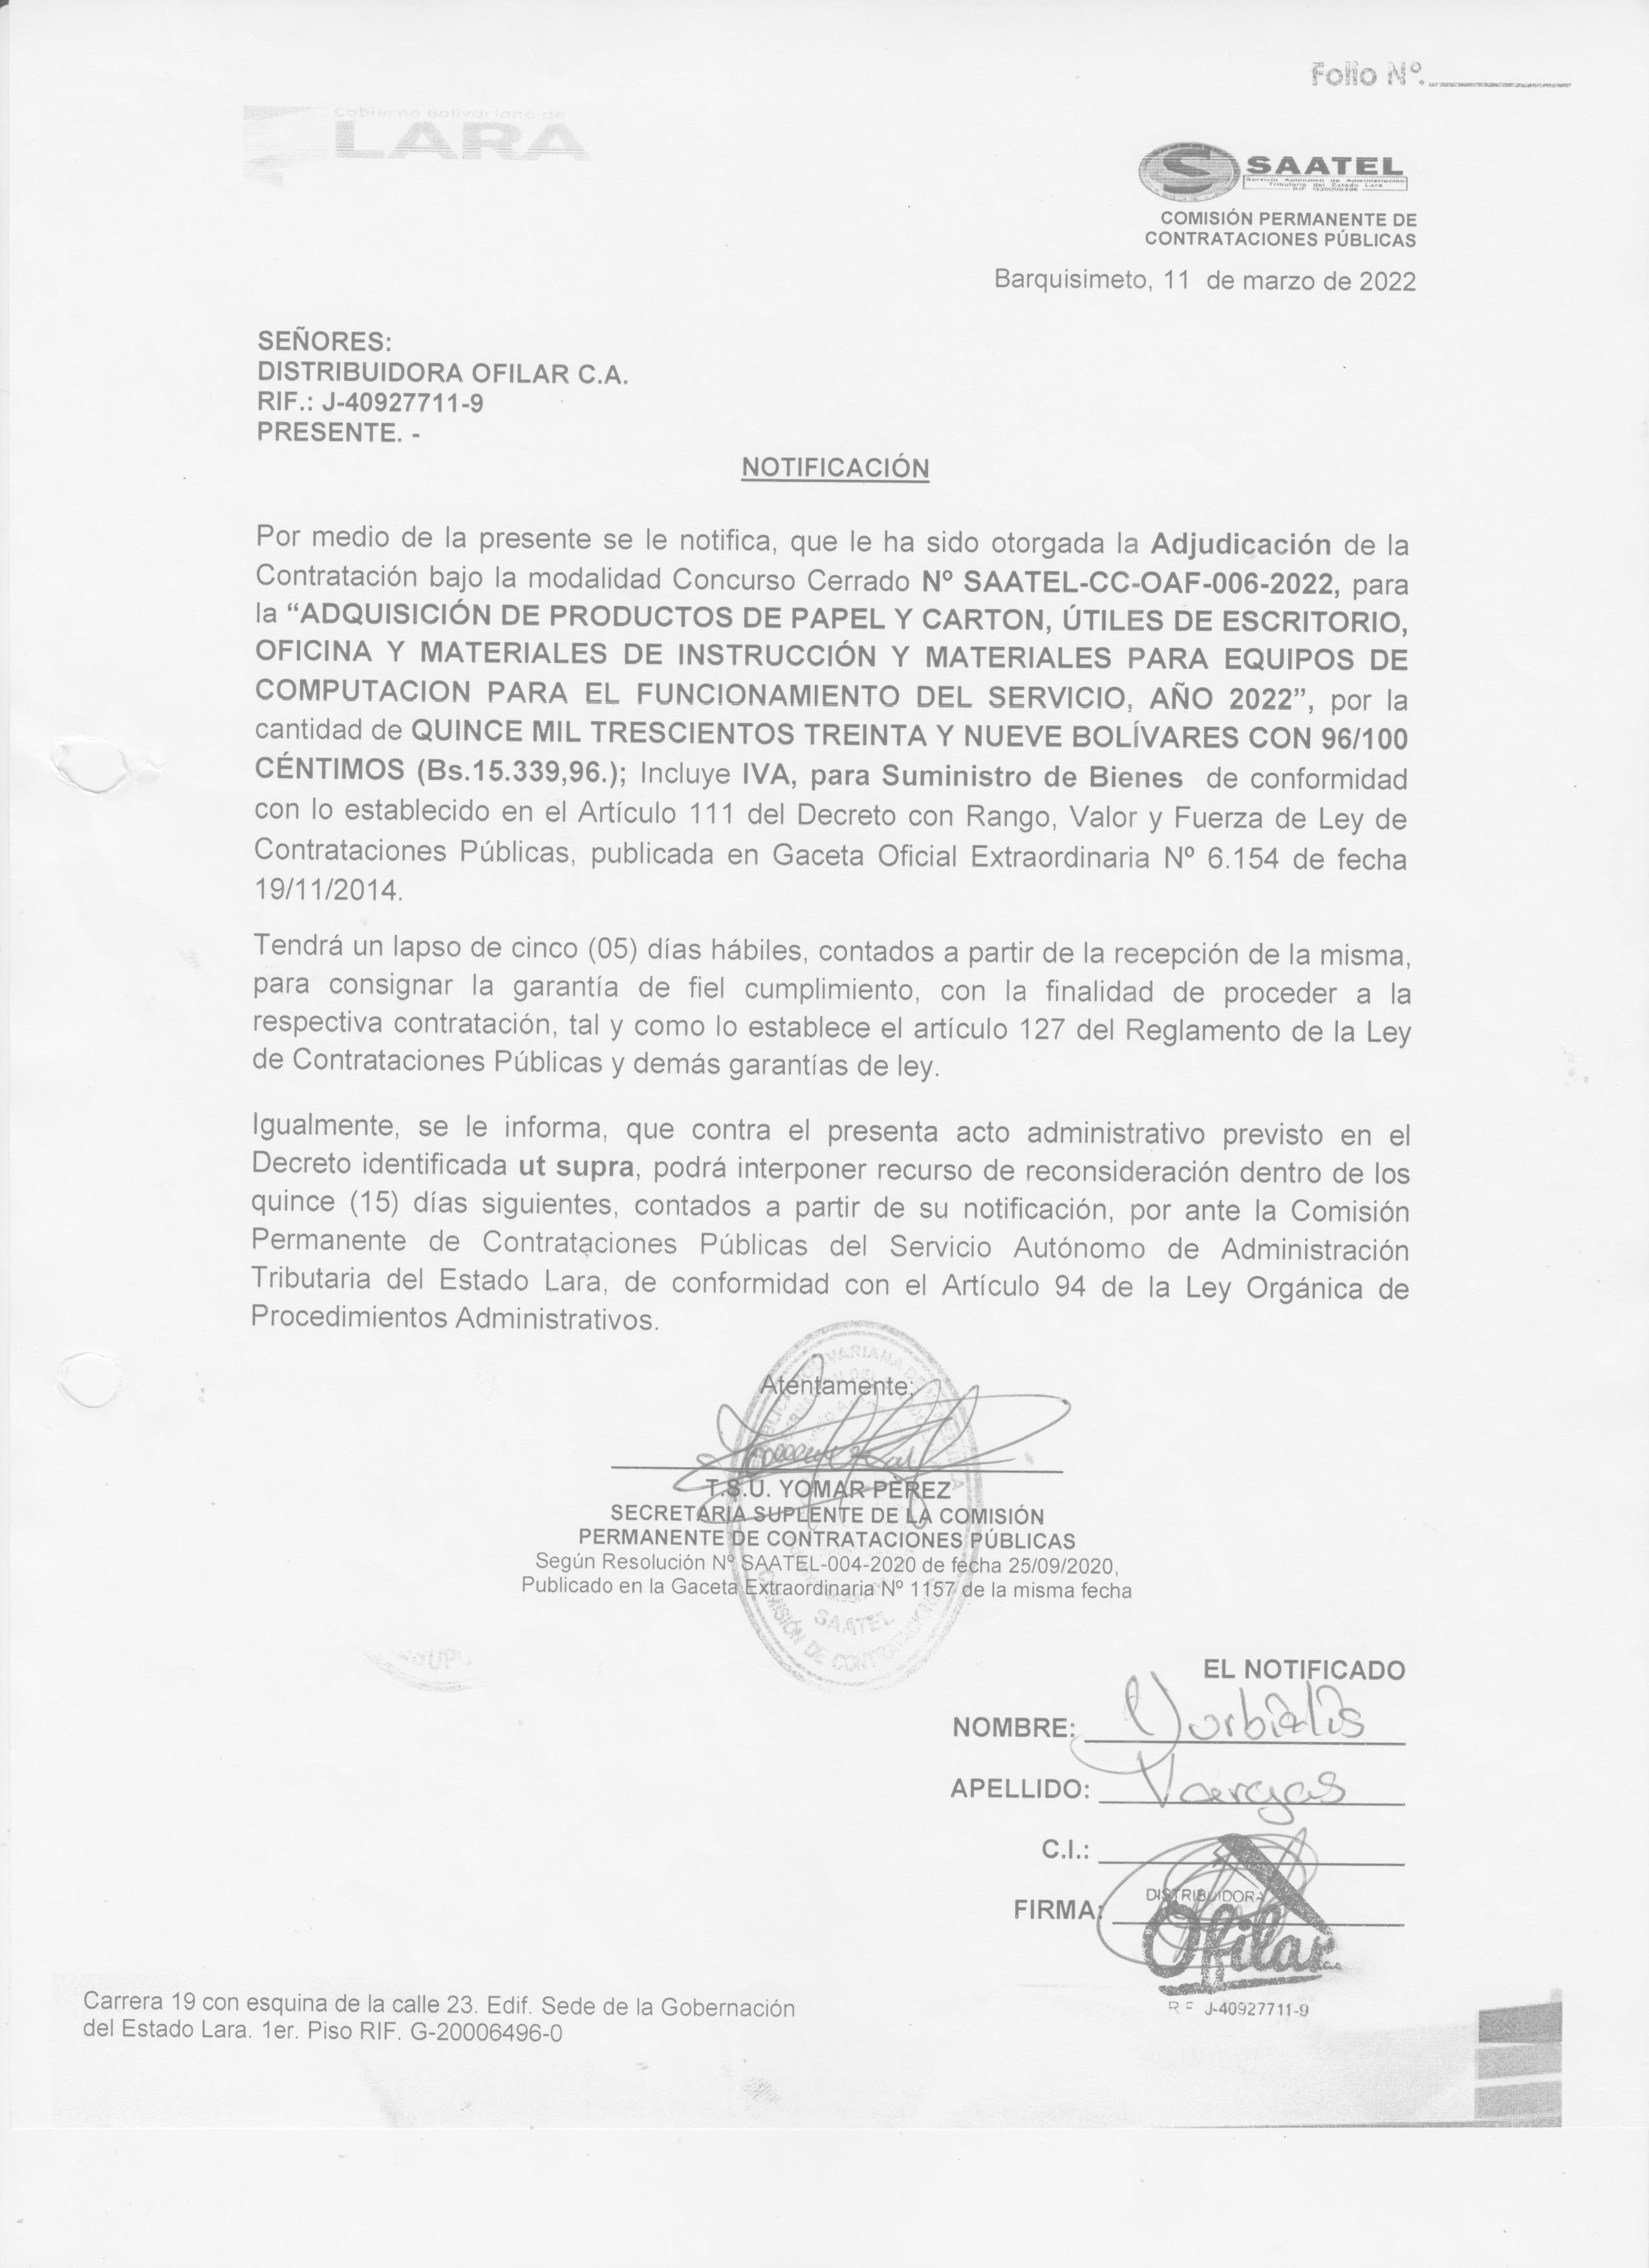 Folio Nº.
Gobierno Bolivariano de
LARA
SAATEL
Servicio Autónomo de Administración
Tributaria del Estado Lara
COMISIÓN PERMANENTE DE
CONTRATACIONES PÚBLICAS
Barquisimeto, 11 de marzo de 2022
SEÑORES:
DISTRIBUIDORA OFILAR C.A.
RIF.: J-40927711-9
PRESENTE. -
NOTIFICACIÓN
Por medio de la presente se le notifica, que le ha sido otorgada la Adjudicación de la
Contratación bajo la modalidad Concurso Cerrado Nº SAATEL-CC-OAF-006-2022, para
la “ADQUISICIÓN DE PRODUCTOS DE PAPEL Y CARTON, ÚTILES DE ESCRITORIO,
OFICINA Y MATERIALES DE INSTRUCCIÓN Y MATERIALES PARA EQUIPOS DE
COMPUTACION PARA EL FUNCIONAMIENTO DEL SERVICIO, AÑO 2022”, por la
cantidad de QUINCE MIL TRESCIENTOS TREINTA Y NUEVE BOLÍVARES CON 96/100
CÉNTIMOS (Bs.15.339,96.); Incluye IVA, para Suministro de Bienes de conformidad
con lo establecido en el Artículo 111 del Decreto con Rango, Valor y Fuerza de Ley de
Contrataciones Públicas, publicada en Gaceta Oficial Extraordinaria Nº 6.154 de fecha
19/11/2014.
Tendrá un lapso de cinco (05) días hábiles, contados a partir de la recepción de la misma,
para consignar la garantía de fiel cumplimiento, con la finalidad de proceder a la
respectiva contratación, tal y como lo establece el artículo 127 del Reglamento de la Ley
de Contrataciones Públicas y demás garantías de ley.
Igualmente, se le informa, que contra el presenta acto administrativo previsto en el
Decreto identificada ut supra, podrá interponer recurso de reconsideración dentro de los
quince (15) días siguientes, contados a partir de su notificación, por ante la Comisión
Permanente de Contrataciones Públicas del Servicio Autónomo de Administración
Tributaria del Estado Lara, de conformidad con el Artículo 94 de la Ley Orgánica de
Procedimientos Administrativos.
Atentamente;
T.S.U. YOMAR PÈREZ
SECRETARIA SUPLENTE DE LA COMISIÓN
PERMANENTE DE CONTRATACIONES PÚBLICAS
Según Resolución Nº SAATEL-004-2020 de fecha 25/09/2020,
Publicado en la Gaceta Extraordinaria Nº 1157 de la misma fecha
SAATEL
COMISIÓN DE CONTRATACIONES
EL NOTIFICADO
NOMBRE: Yorbialis
APELLIDO: Vargas
C.I.:
FIRMA:
DISTRIBUIDORA
Ofilar
J-40927711-9
Carrera 19 con esquina de la calle 23. Edif. Sede de la Gobernación
del Estado Lara. 1er. Piso RIF. G-20006496-0